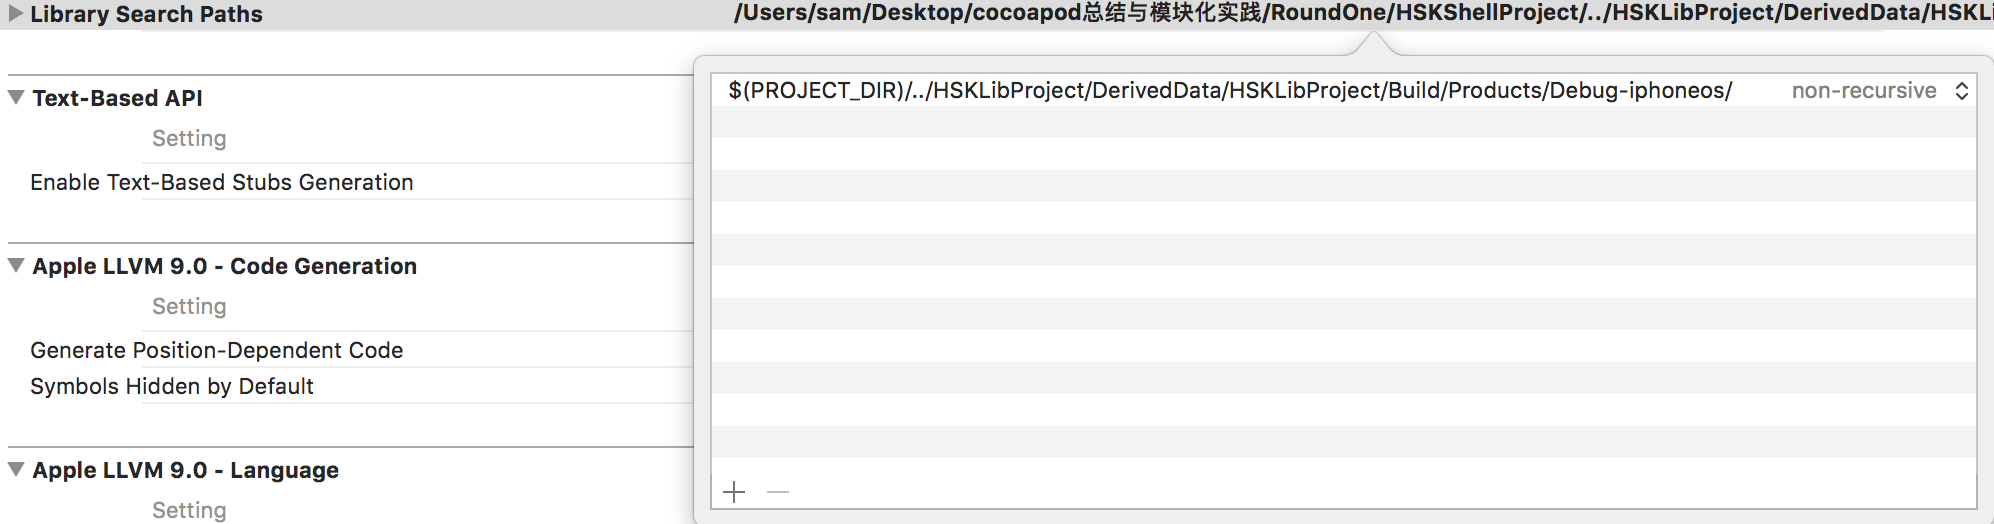 Library Search Paths
/Users/sam/Desktop/cocoapod总结与模块化实践/RoundOne/HSKShellProject/../HSKLibProject/DerivedData/HSKLi
Text-Based API
Setting
Enable Text-Based Stubs Generation
Apple LLVM 9.0 - Code Generation
Setting
Generate Position-Dependent Code
Symbols Hidden by Default
Apple LLVM 9.0 - Language
Setting
$(PROJECT_DIR)/../HSKLibProject/DerivedData/HSKLibProject/Build/Products/Debug-iphoneos/
non-recursive